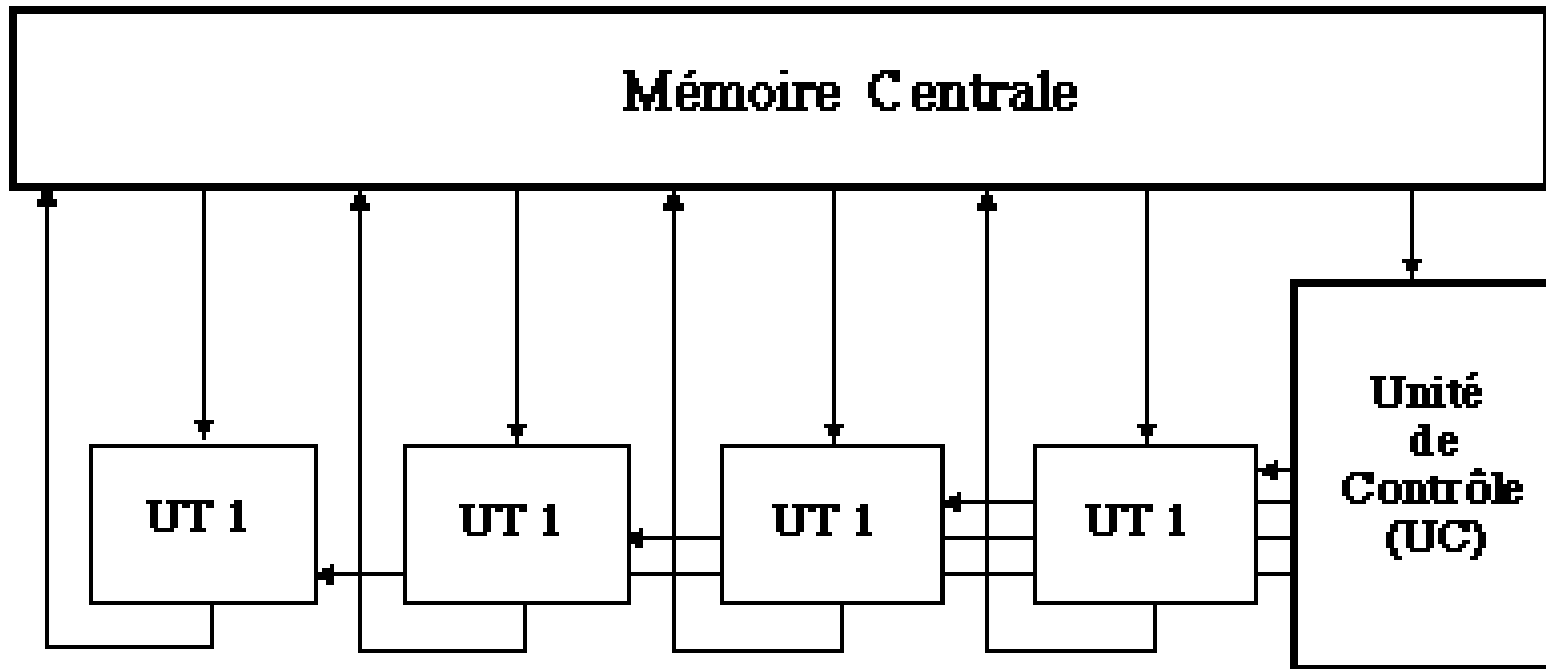 Mémoire Centrale
UT 1
UT 1
UT 1
UT 1
Unité
de
Contrôle
(UC)